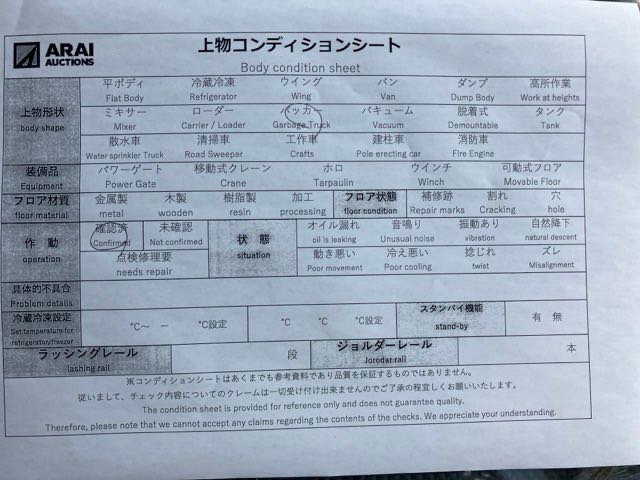 ARAI
AUCTIONS
上物コンディションシート
Body condition sheet
上物形状
body shape
平ボディ 冷蔵冷凍 ウイング バン ダンプ 高所作業
Flat Body Refrigerator Wing Van Dump Body Work at heights
ミキサー ローダー パッカー バキューム 脱着式 タンク
Mixer Carrier / Loader Garbage Truck Vacuum Demountable Tank
散水車 清掃車 工作車 建柱車 消防車
Water sprinkler Truck Road Sweeper Crafts Pole erecting car Fire Engine
装備品 パワーゲート 移動式クレーン ホロ ウインチ 可動式フロア
Equipment Power Gate Crane Tarpaulin Winch Movable Floor
フロア材質 金属製 木製 樹脂製 加工 フロア状態 補修跡 割れ 穴
floor material metal wooden resin processing floor condition Repair marks Cracking hole
作 動
operation
確認済 未確認
Confirmed Not confirmed
点検修理要
needs repair
状 態
situation
オイル漏れ 音鳴り 振動あり 自然降下
oil is leaking Unusual noise vibration natural descent
動き悪い 冷え悪い 捻じれ ズレ
Poor movement Poor cooling twist Misalignment
具体的不具合
Problem details
冷蔵冷凍設定
Set temperature for
refrigerator/freezer
℃～ － ℃設定 ℃ ℃ ℃設定
スタンバイ機能
stand-by
有 無
ラッシングレール 段 ジョルダーレール 本
lashing rail Jorodar rail
※コンディションシートはあくまでも参考資料であり品質を保証するものではありません。
従いまして、チェック内容についてのクレームは一切受け付け出来ませんのでご了承の程宜しくお願いいたします。
The condition sheet is provided for reference only and does not guarantee quality.
Therefore, please note that we cannot accept any claims regarding the contents of the checks. We appreciate your understanding.